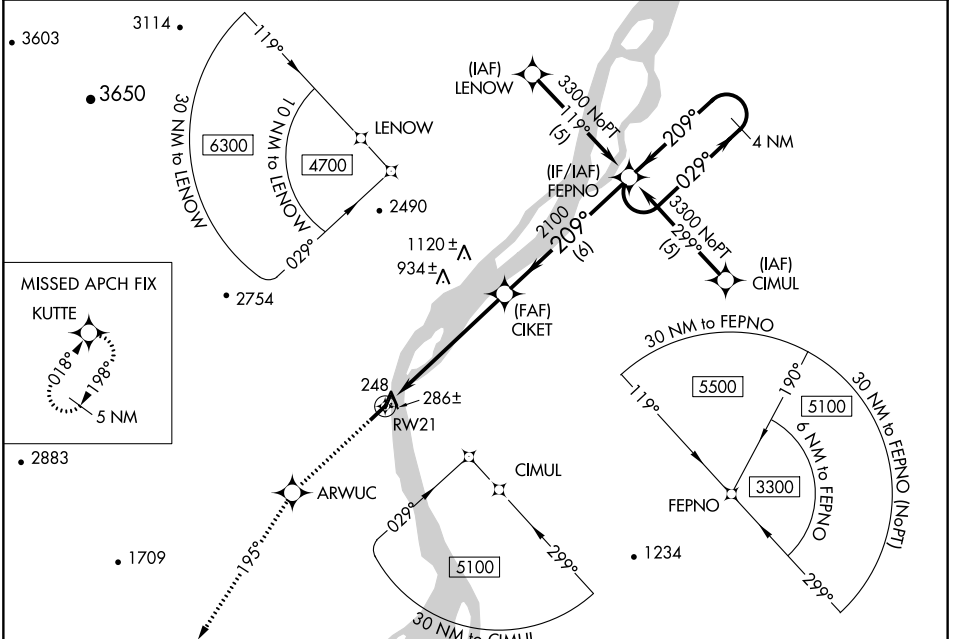 3603
3114
3650
119°
LENOW
30 NM to LENOW
6300
10 NM to LENOW
4700
029°
2490
2754
(IAF)
LENOW
3300 NoPT
119°
(5)
209°
4 NM
029°
(IF/IAF)
FEPNO
3300 NoPT
299°
(5)
(IAF)
CIMUL
2100
209°
(6)
1120 ±
934 ±
(FAF)
CIKET
MISSED APCH FIX
KUTTE
018°
198°
5 NM
248
286±
RW21
2883
ARWUC
195°
1709
30 NM to FEPNO
5500
190°
30 NM to FEPNO (NoPT)
5100
119°
6 NM to FEPNO
3300
FEPNO
299°
CIMUL
029°
5100
299°
30 NM to CIMUL
1234